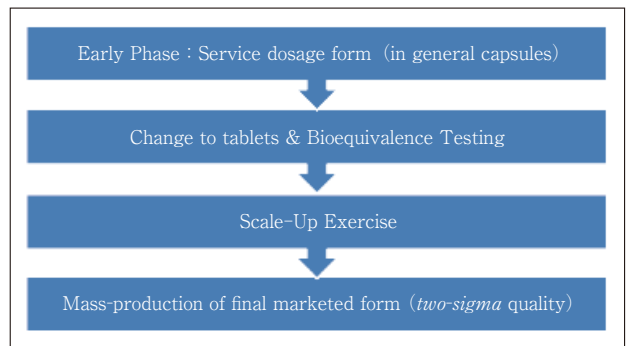 Early Phase : Service dosage form (in general capsules)
Change to tablets & Bioequivalence Testing
Scale-Up Exercise
Mass-production of final marketed form (two-sigma quality)